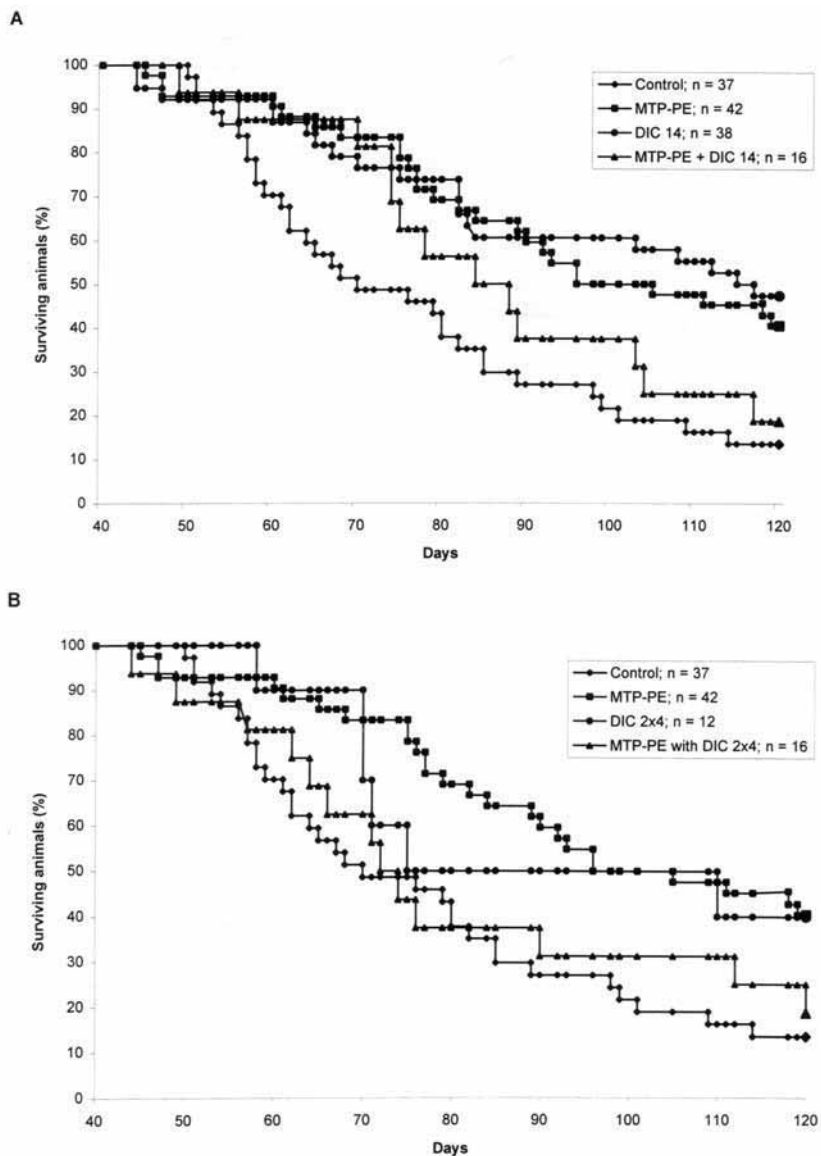 A
100
90
80
70
60
50
40
30
20
10
0
Surviving animals (%)
Control; n = 37
MTP-PE; n = 42
DIC 14; n = 38
MTP-PE + DIC 14; n = 16
40 50 60 70 80 90 100 110 120
Days
B
100
90
80
70
60
50
40
30
20
10
0
Surviving animals (%)
Control; n = 37
MTP-PE; n = 42
DIC 2x4; n = 12
MTP-PE with DIC 2x4; n = 16
40 50 60 70 80 90 100 110 120
Days